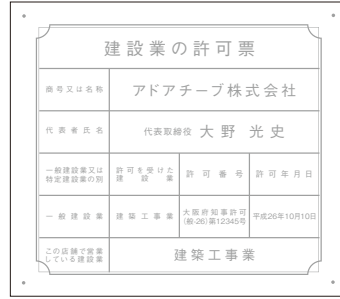 建設業の許可票
商号又は名称 アドアチーブ株式会社
代表者氏名 代表取締役 大野 光史
一般建設業又は
特定建設業の別
許可を受けた
建設業
許可番号
許可年月日
一般建設業
建築工事業
大阪府知事許可
(般-26)第12345号
平成26年10月10日
この店舗で営業
している建設業
建築工事業